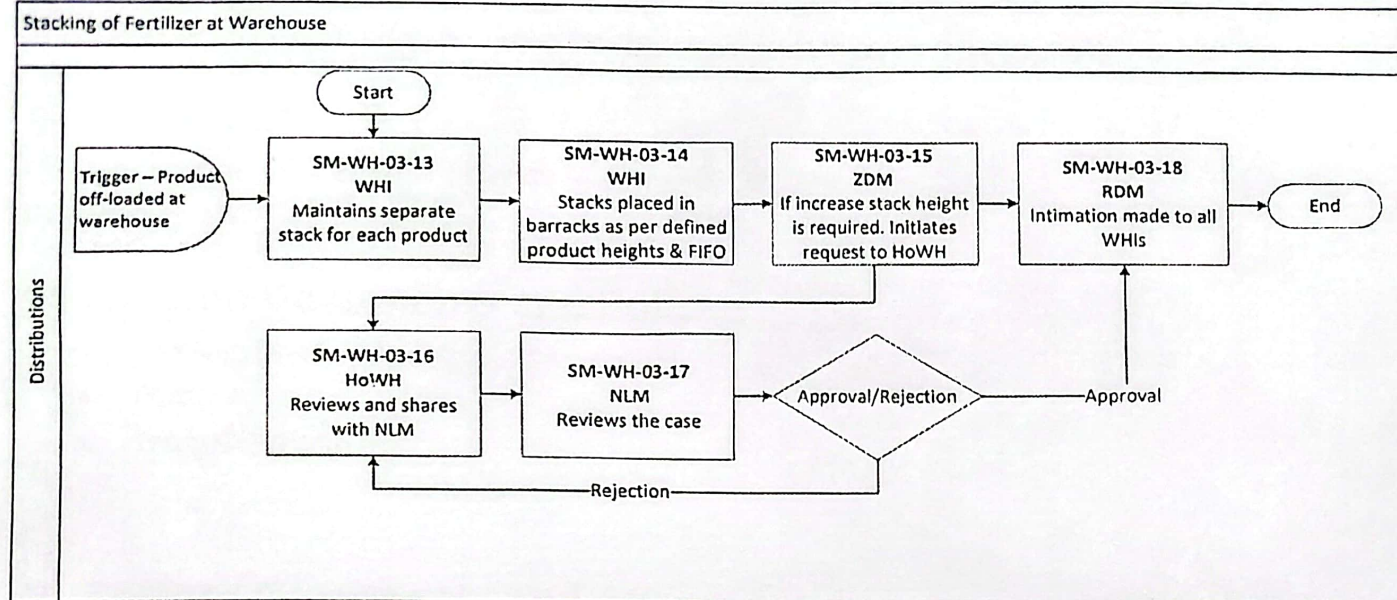 Stacking of Fertilizer at Warehouse
Distributions
Start
Trigger – Product
off-loaded at
warehouse
SM-WH-03-13
WHI
Maintains separate
stack for each product
SM-WH-03-14
WHI
Stacks placed in
barracks as per defined
product heights & FIFO
SM-WH-03-15
ZDM
If increase stack height
is required. Initiates
request to HoWH
SM-WH-03-18
RDM
Intimation made to all
WHIs
End
SM-WH-03-16
HoWH
Reviews and shares
with NLM
SM-WH-03-17
NLM
Reviews the case
Approval/Rejection
Approval
Rejection